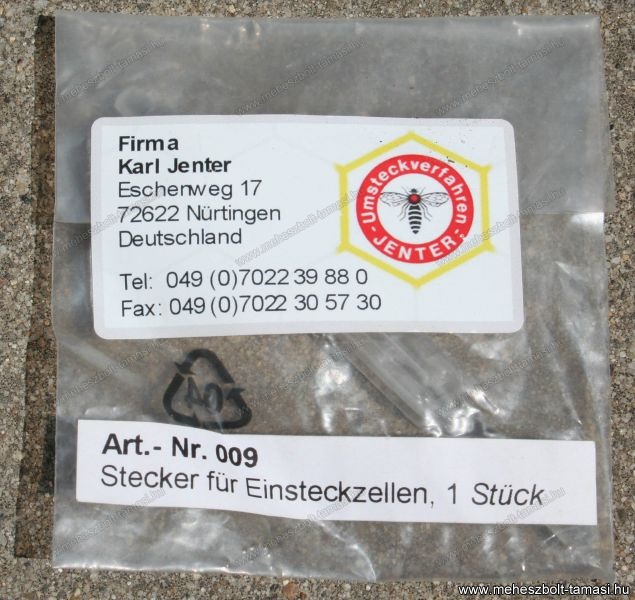 Firma
Karl Jenter
Eschenweg 17
72622 Nürtingen
Deutschland
Tel: 049 (0)7022 39 88 0
Fax: 049 (0)7022 30 57 30
Umsteckverfahren
- JENTER -
Art.- Nr. 009
Stecker für Einsteckzellen, 1 Stück
www.meheszbolt-tamasi.hu